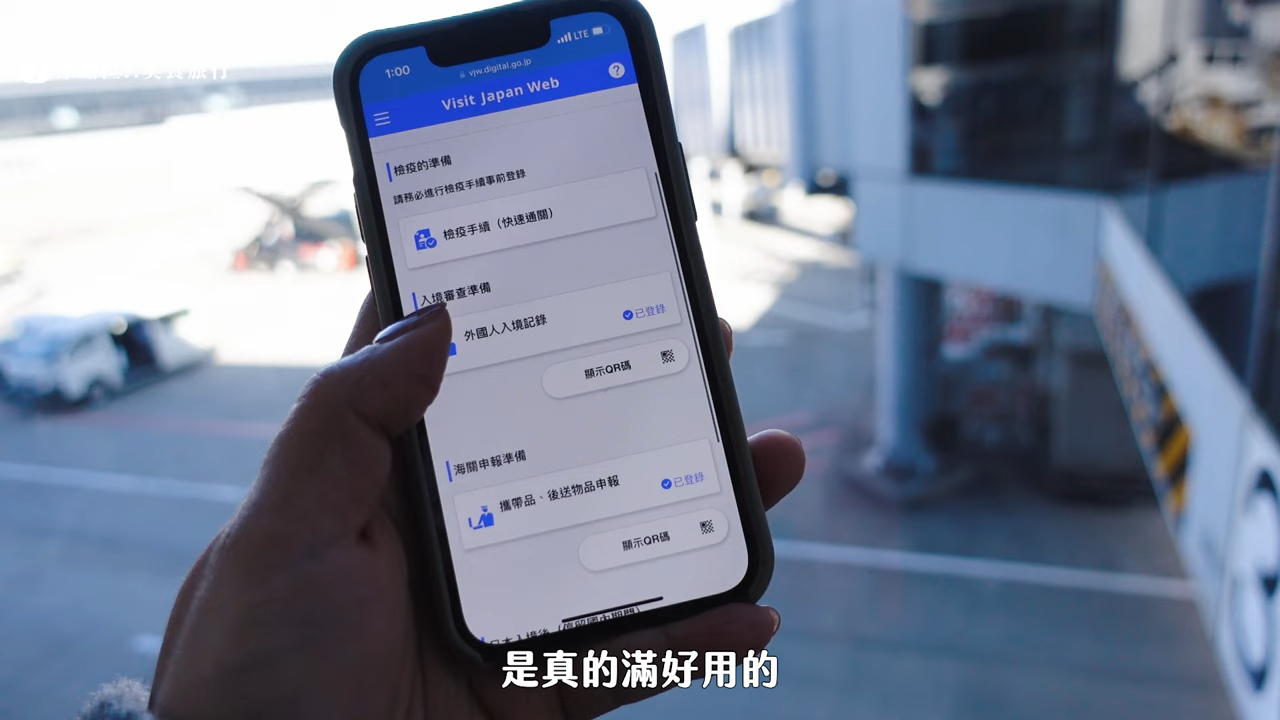 1:00
LTE
vjw.digital.go.jp
Visit Japan Web
?
檢疫的準備
請務必進行檢疫手續事前登錄
檢疫手續（快速通關）
入境審查準備
外國人入境記錄
已登錄
顯示QR碼
海關申報準備
攜帶品、後送物品申報
已登錄
顯示QR碼
是真的滿好用的